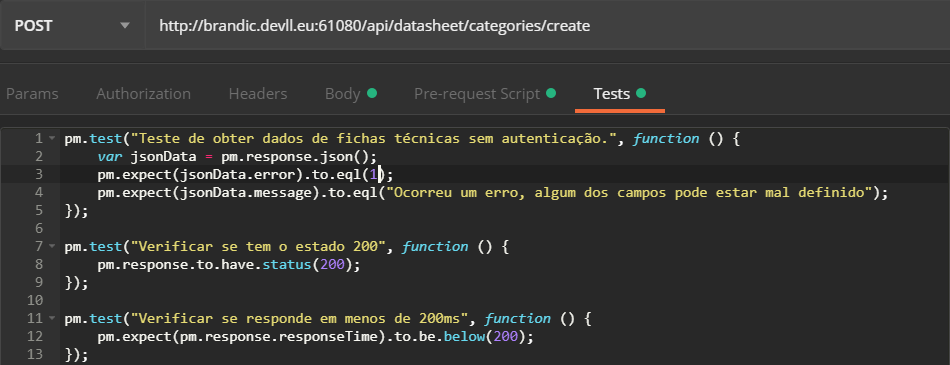 POST http://brandic.devll.eu:61080/api/datasheet/categories/create
Params Authorization Headers Body Pre-request Script Tests
1 pm.test("Teste de obter dados de fichas técnicas sem autenticação.", function () {
2 var jsonData = pm.response.json();
3 pm.expect(jsonData.error).to.eql(1);
4 pm.expect(jsonData.message).to.eql("Ocorreu um erro, algum dos campos pode estar mal definido");
5 });
6
7 pm.test("Verificar se tem o estado 200", function () {
8 pm.response.to.have.status(200);
9 });
10
11 pm.test("Verificar se responde em menos de 200ms", function () {
12 pm.expect(pm.response.responseTime).to.be.below(200);
13 });